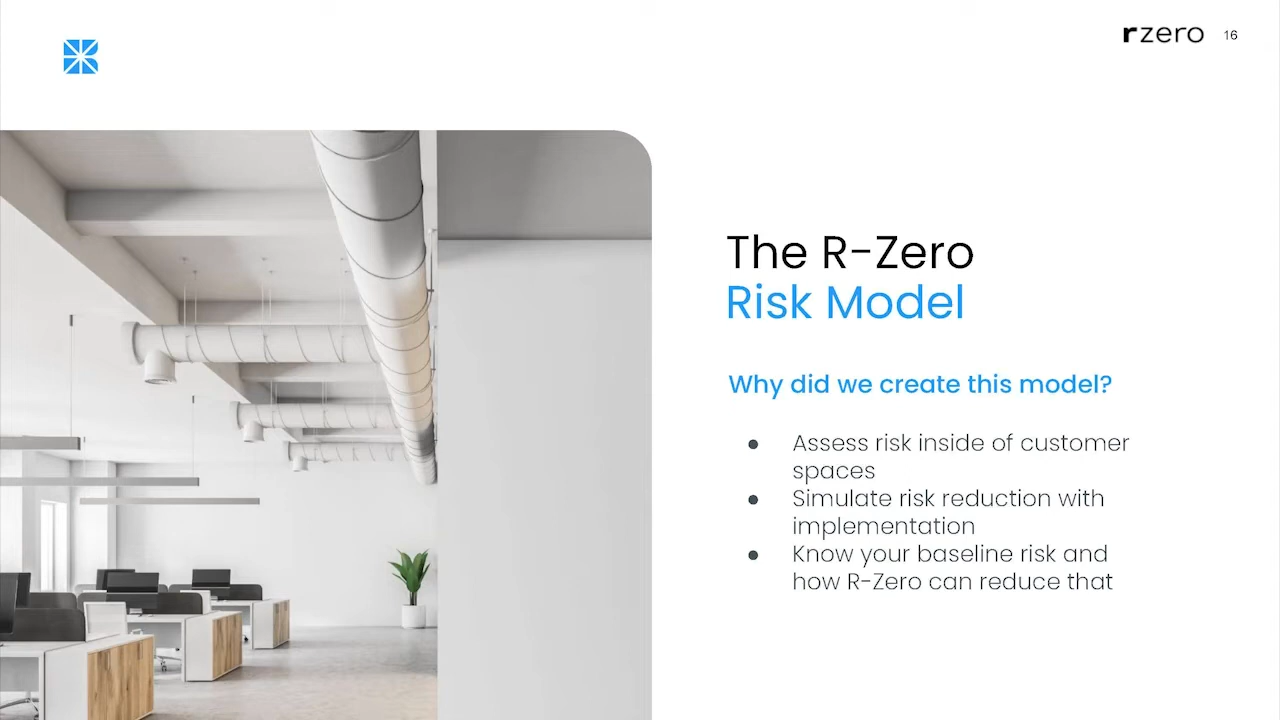 rzero 16
The R-Zero
Risk Model
Why did we create this model?
● Assess risk inside of customer
spaces
● Simulate risk reduction with
implementation
● Know your baseline risk and
how R-Zero can reduce that